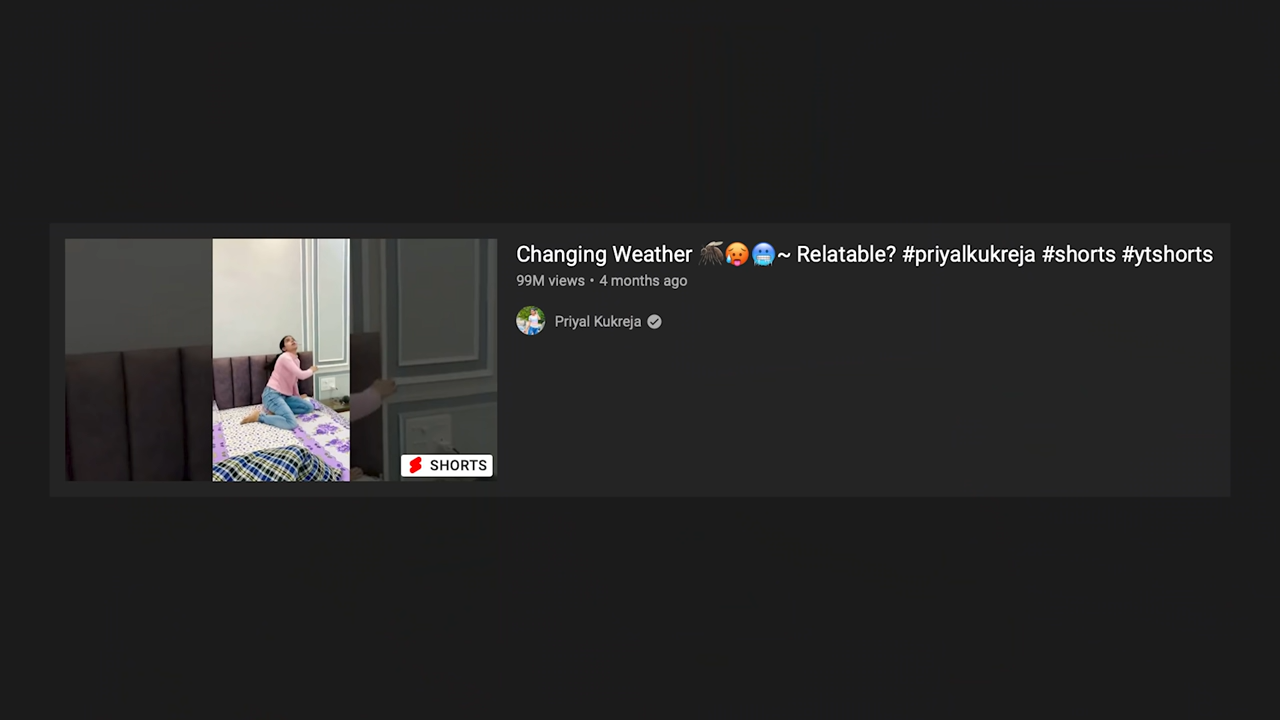 Changing Weather 🦟🥵🥶~ Relatable? #priyalkukreja #shorts #ytshorts
99M views • 4 months ago
Priyal Kukreja
SHORTS